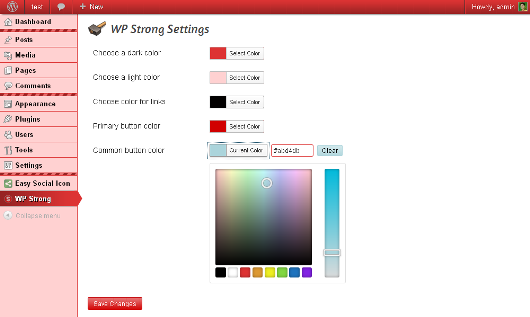 test
New
Howdy, admin
Dashboard
Posts
Media
Pages
Comments
Appearance
Plugins
Users
Tools
Settings
Easy Social Icon
WP Strong
Collapse menu
WP Strong Settings
Choose a dark color
Select Color
Choose a light color
Select Color
Choose color for links
Select Color
Primary button color
Select Color
Common button color
Current Color
Clear
Save Changes